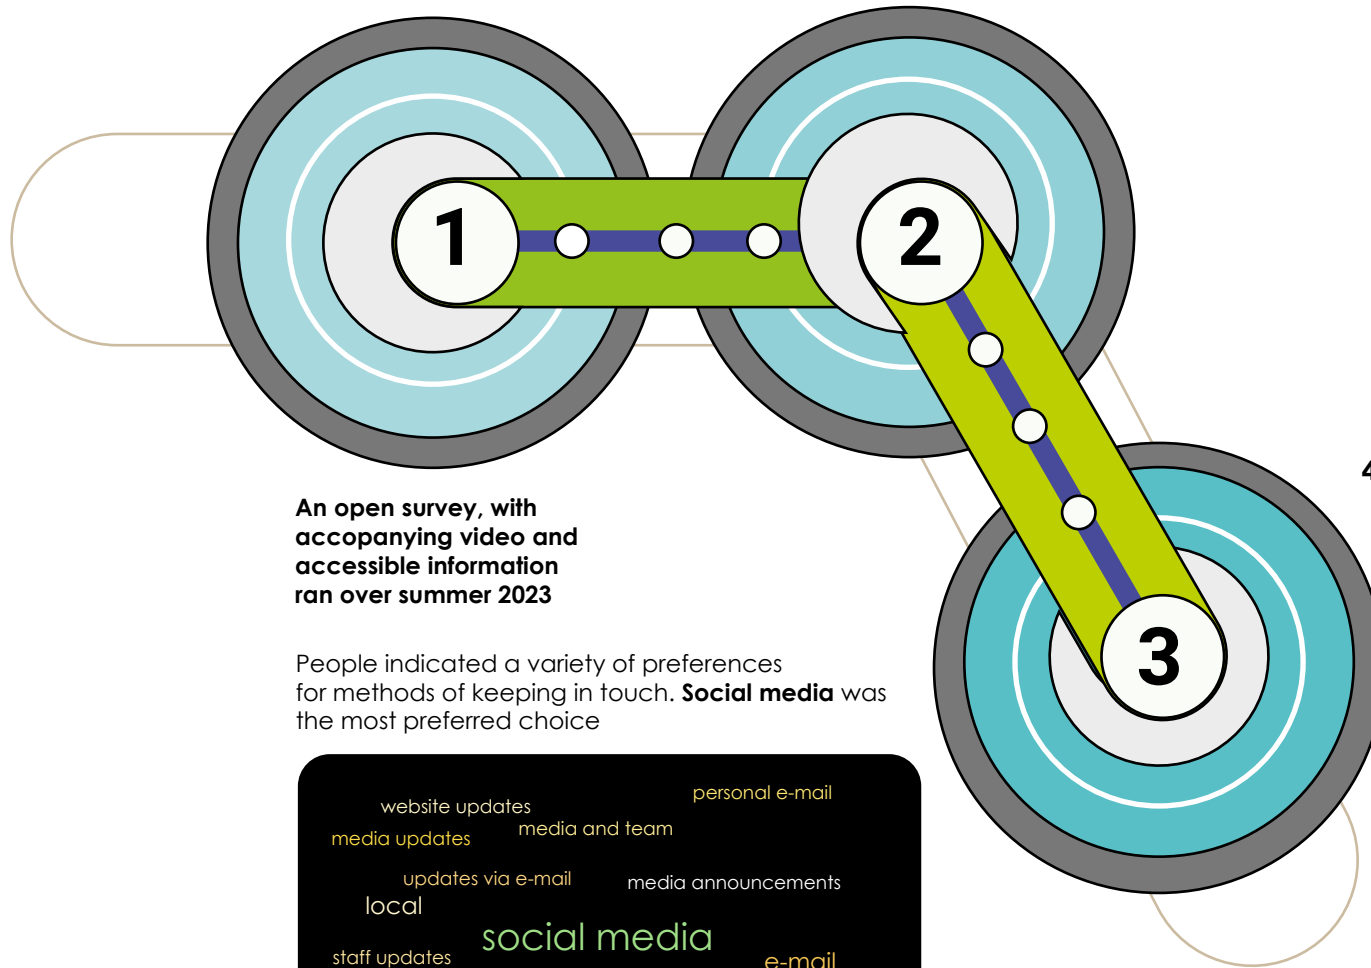 1
2
3
4
An open survey, with
accopanying video and
accessible information
ran over summer 2023
People indicated a variety of preferences
for methods of keeping in touch. Social media was
the most preferred choice
personal e-mail
website updates
media and team
media updates
updates via e-mail
media announcements
local
social media
staff updates
e-mail